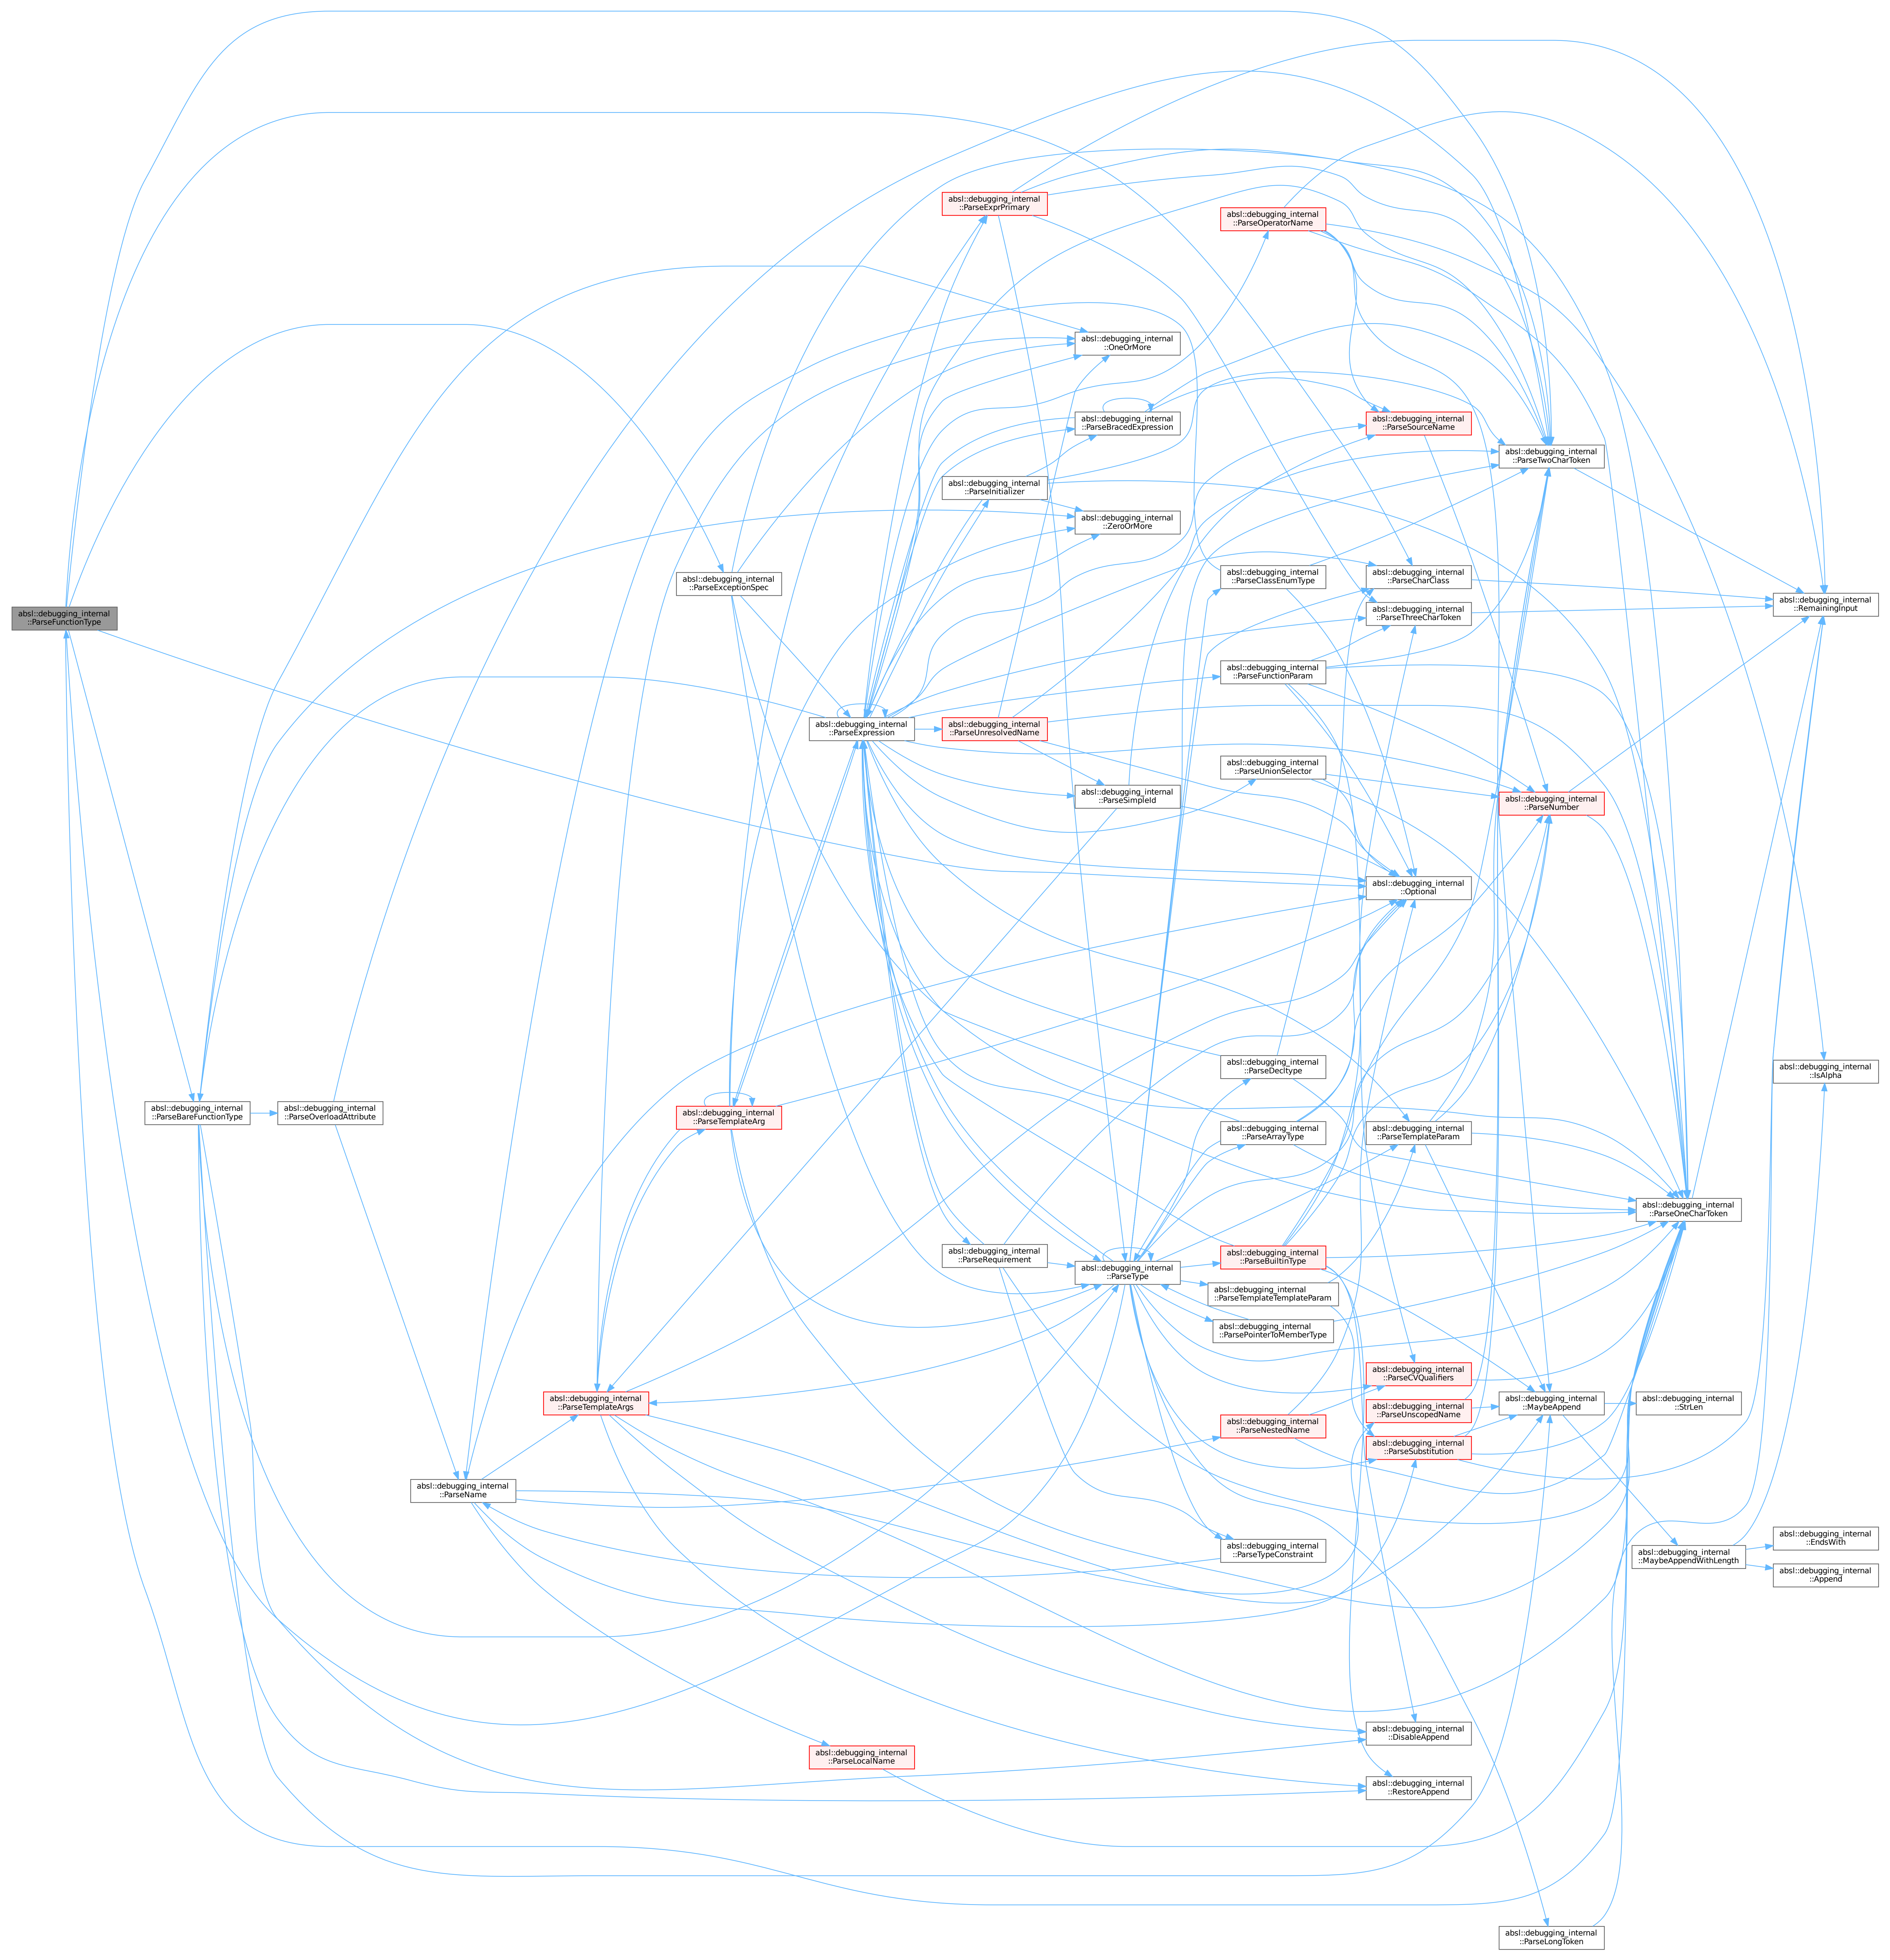 absl::debugging_internal
::ParseFunctionType
absl::debugging_internal
::ParseBareFunctionType
absl::debugging_internal
::ParseOverloadAttribute
absl::debugging_internal
::ParseName
absl::debugging_internal
::ParseTemplateArgs
absl::debugging_internal
::ParseExceptionSpec
absl::debugging_internal
::ParseTemplateArg
absl::debugging_internal
::ParseExpression
absl::debugging_internal
::ParseLocalName
absl::debugging_internal
::ParseExprPrimary
absl::debugging_internal
::ParseInitializer
absl::debugging_internal
::ParseUnresolvedName
absl::debugging_internal
::ParseRequirement
absl::debugging_internal
::OneOrMore
absl::debugging_internal
::ParseBracedExpression
absl::debugging_internal
::ZeroOrMore
absl::debugging_internal
::ParseSimpleId
absl::debugging_internal
::ParseType
absl::debugging_internal
::ParseOperatorName
absl::debugging_internal
::ParseClassEnumType
absl::debugging_internal
::ParseFunctionParam
absl::debugging_internal
::ParseUnionSelector
absl::debugging_internal
::ParseDecltype
absl::debugging_internal
::ParseArrayType
absl::debugging_internal
::ParseBuiltinType
absl::debugging_internal
::ParseTemplateTemplateParam
absl::debugging_internal
::ParsePointerToMemberType
absl::debugging_internal
::ParseNestedName
absl::debugging_internal
::ParseTypeConstraint
absl::debugging_internal
::ParseSourceName
absl::debugging_internal
::ParseCharClass
absl::debugging_internal
::ParseThreeCharToken
absl::debugging_internal
::Optional
absl::debugging_internal
::ParseTemplateParam
absl::debugging_internal
::ParseCVQualifiers
absl::debugging_internal
::ParseUnscopedName
absl::debugging_internal
::ParseSubstitution
absl::debugging_internal
::DisableAppend
absl::debugging_internal
::RestoreAppend
absl::debugging_internal
::ParseTwoCharToken
absl::debugging_internal
::ParseNumber
absl::debugging_internal
::MaybeAppend
absl::debugging_internal
::ParseLongToken
absl::debugging_internal
::ParseOneCharToken
absl::debugging_internal
::StrLen
absl::debugging_internal
::MaybeAppendWithLength
absl::debugging_internal
::RemainingInput
absl::debugging_internal
::IsAlpha
absl::debugging_internal
::EndsWith
absl::debugging_internal
::Append